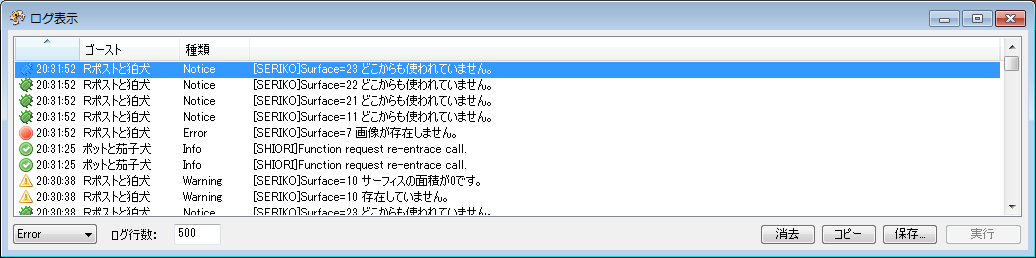 ログ表示
ゴースト 種類
20:31:52 Rポストと狛犬 Notice [SERIKO]Surface=23 どこからも使われていません。
20:31:52 Rポストと狛犬 Notice [SERIKO]Surface=22 どこからも使われていません。
20:31:52 Rポストと狛犬 Notice [SERIKO]Surface=21 どこからも使われていません。
20:31:52 Rポストと狛犬 Notice [SERIKO]Surface=11 どこからも使われていません。
20:31:52 Rポストと狛犬 Error [SERIKO]Surface=7 画像が存在しません。
20:31:25 ポットと茄子犬 Info [SHIORI]Function request re-entrace call.
20:31:25 ポットと茄子犬 Info [SHIORI]Function request re-entrace call.
20:30:38 Rポストと狛犬 Warning [SERIKO]Surface=10 サーフィスの面積が0です。
20:30:38 Rポストと狛犬 Warning [SERIKO]Surface=10 存在していません。
20:30:38 Rポストと狛犬 Notice [SERIKO]Surface=23 どこからも使われていません。
Error ログ行数: 500 消去 コピー 保存... 実行